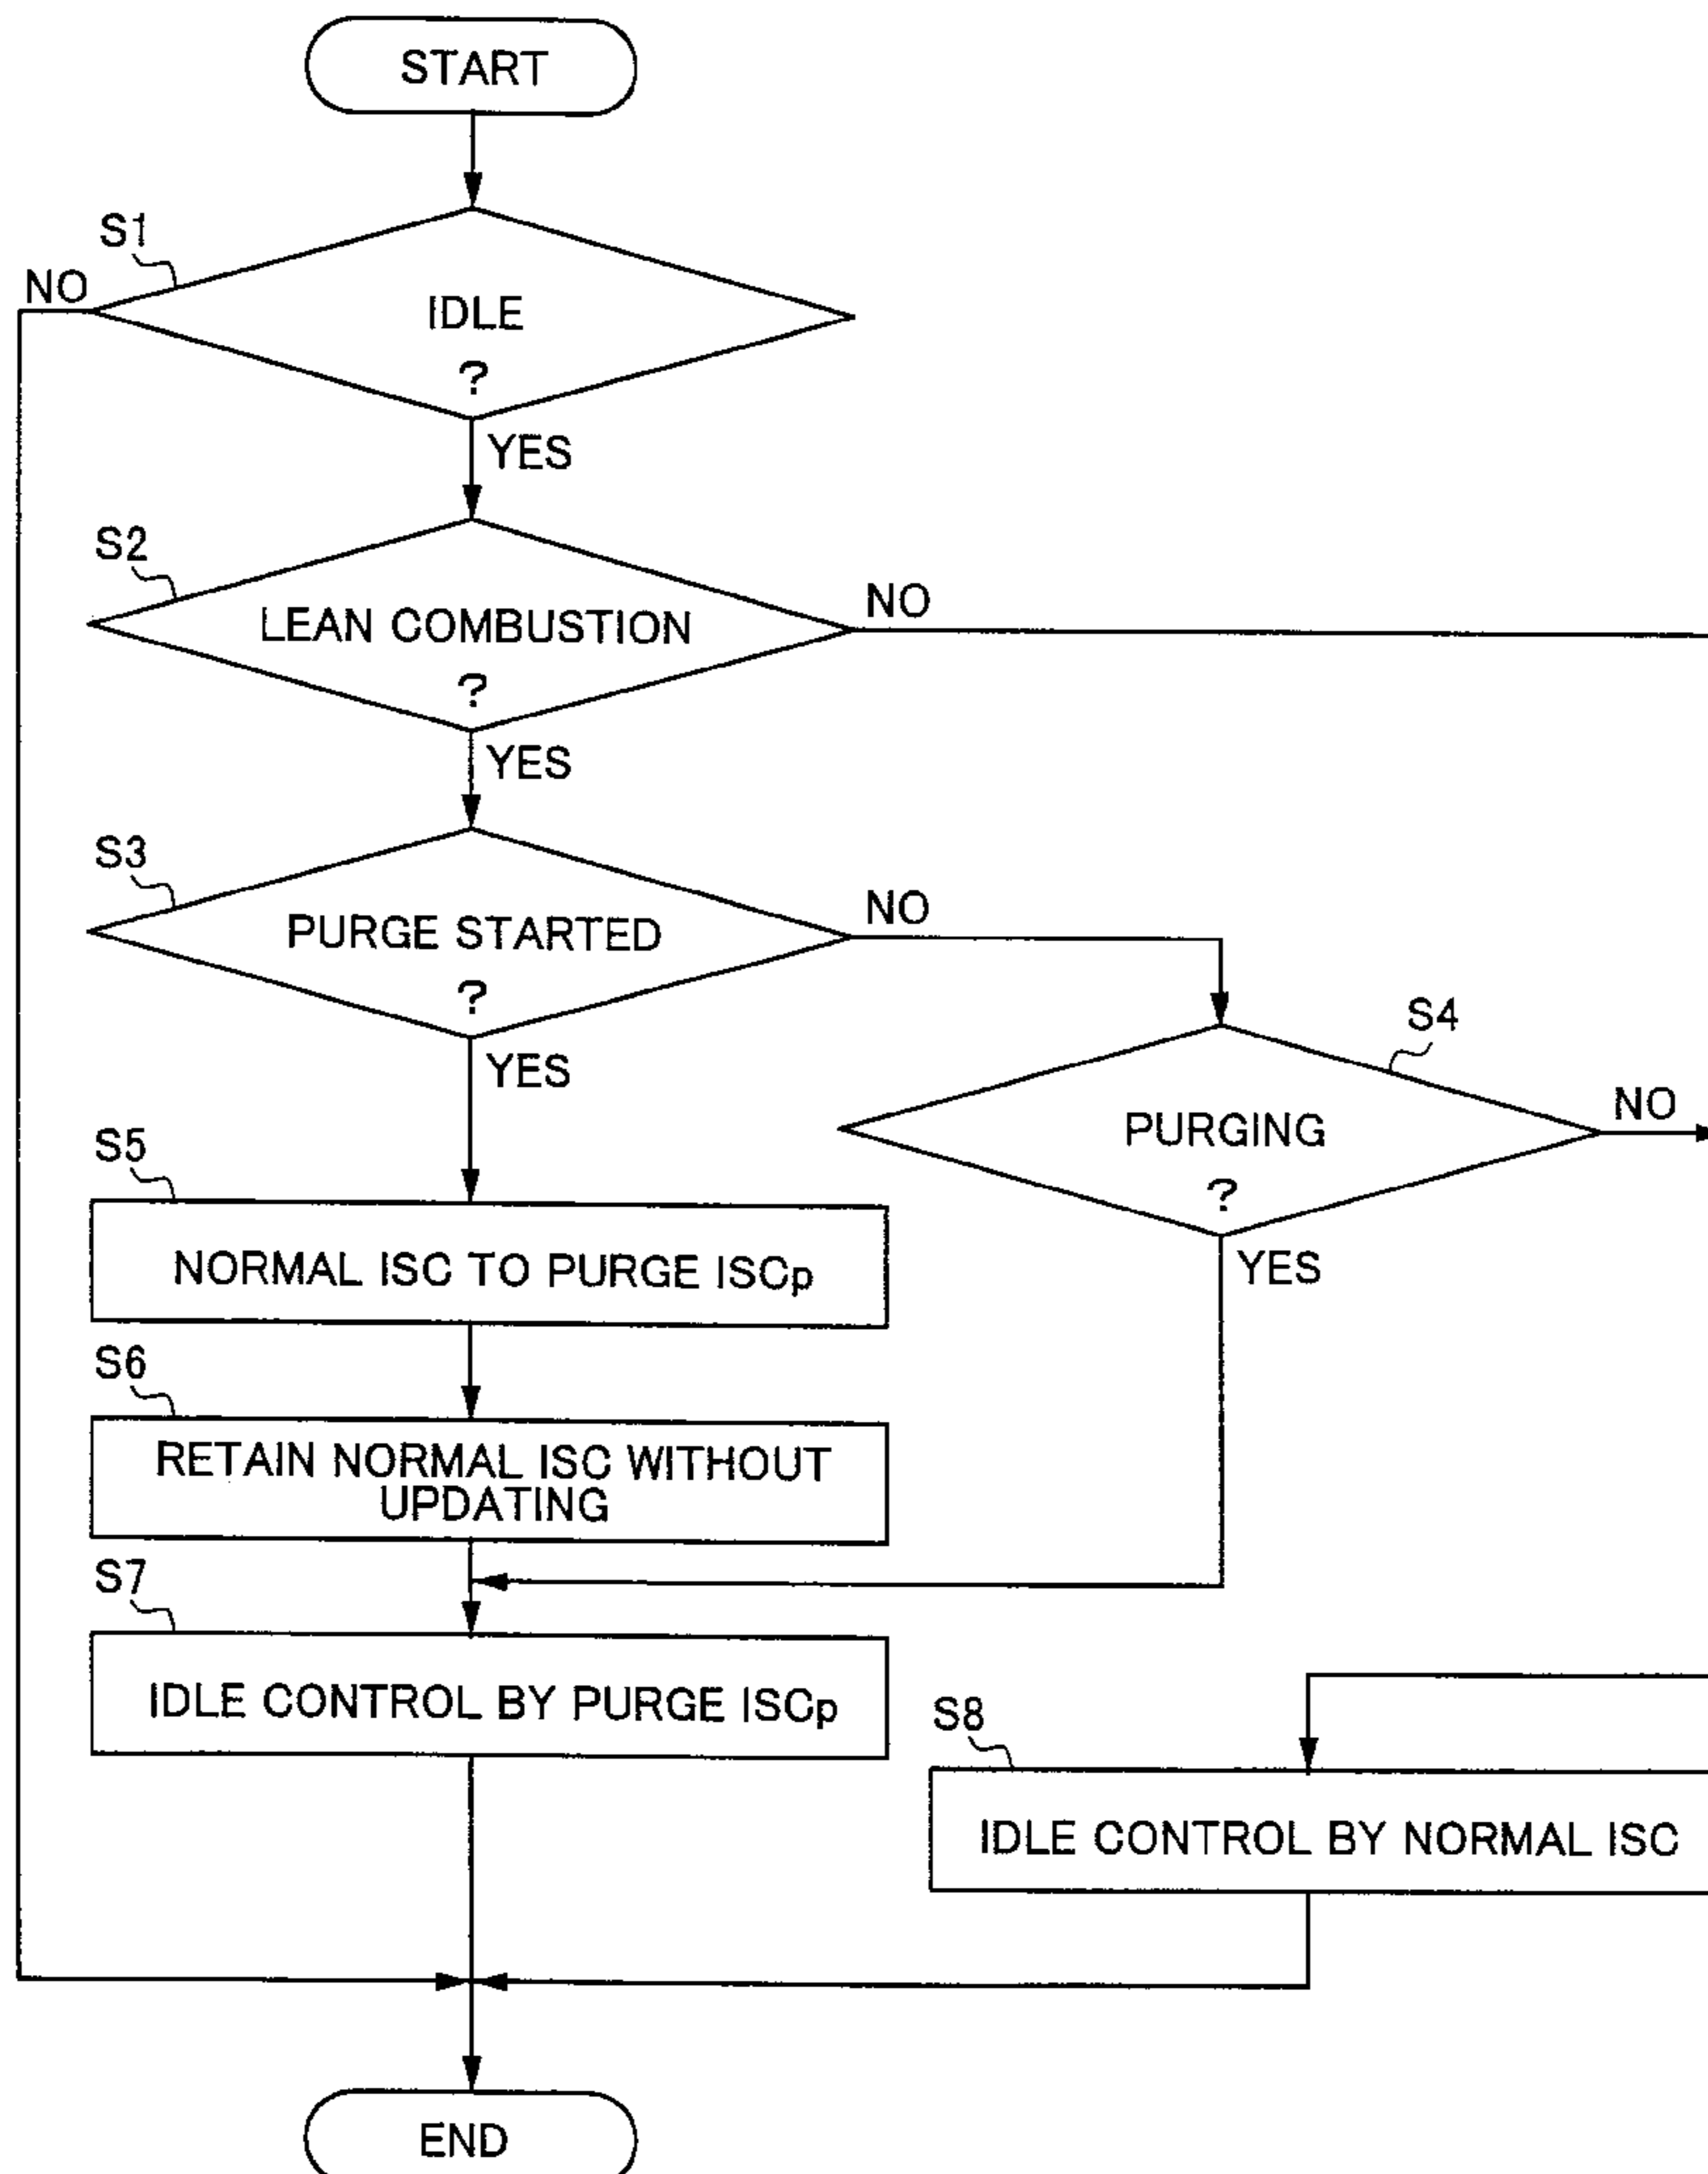 START
S1
NO
IDLE
?
YES
S2
NO
LEAN COMBUSTION
?
YES
S3
NO
PURGE STARTED
?
YES
S4
NO
PURGING
?
YES
S5
NORMAL ISC TO PURGE ISCp
S6
RETAIN NORMAL ISC WITHOUT
UPDATING
S7
IDLE CONTROL BY PURGE ISCp
S8
IDLE CONTROL BY NORMAL ISC
END